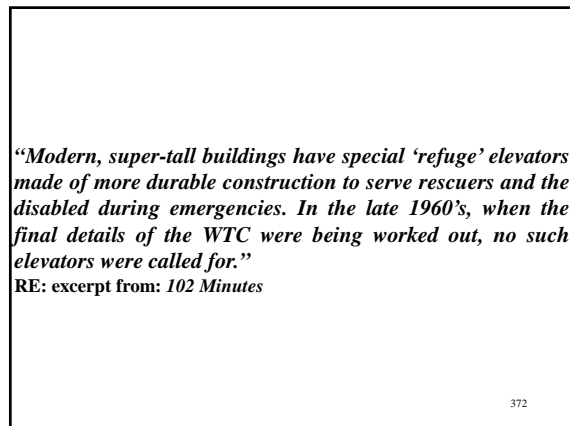 “Modern, super-tall buildings have special ‘refuge’ elevators
made of more durable construction to serve rescuers and the
disabled during emergencies. In the late 1960’s, when the
final details of the WTC were being worked out, no such
elevators were called for.”
RE: excerpt from: 102 Minutes
372